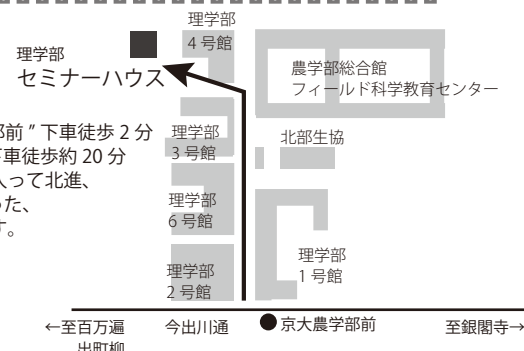 理学部
4 号館
理学部
セミナーハウス
農学部総合館
フィールド科学教育センター
部前 ” 下車徒歩 2 分
下車徒歩約 20 分
入って北進、
った、
す。
理学部
3 号館
北部生協
理学部
6 号館
理学部
1 号館
理学部
2 号館
←至百万遍
出町柳
今出川通
●京大農学部前
至銀閣寺→